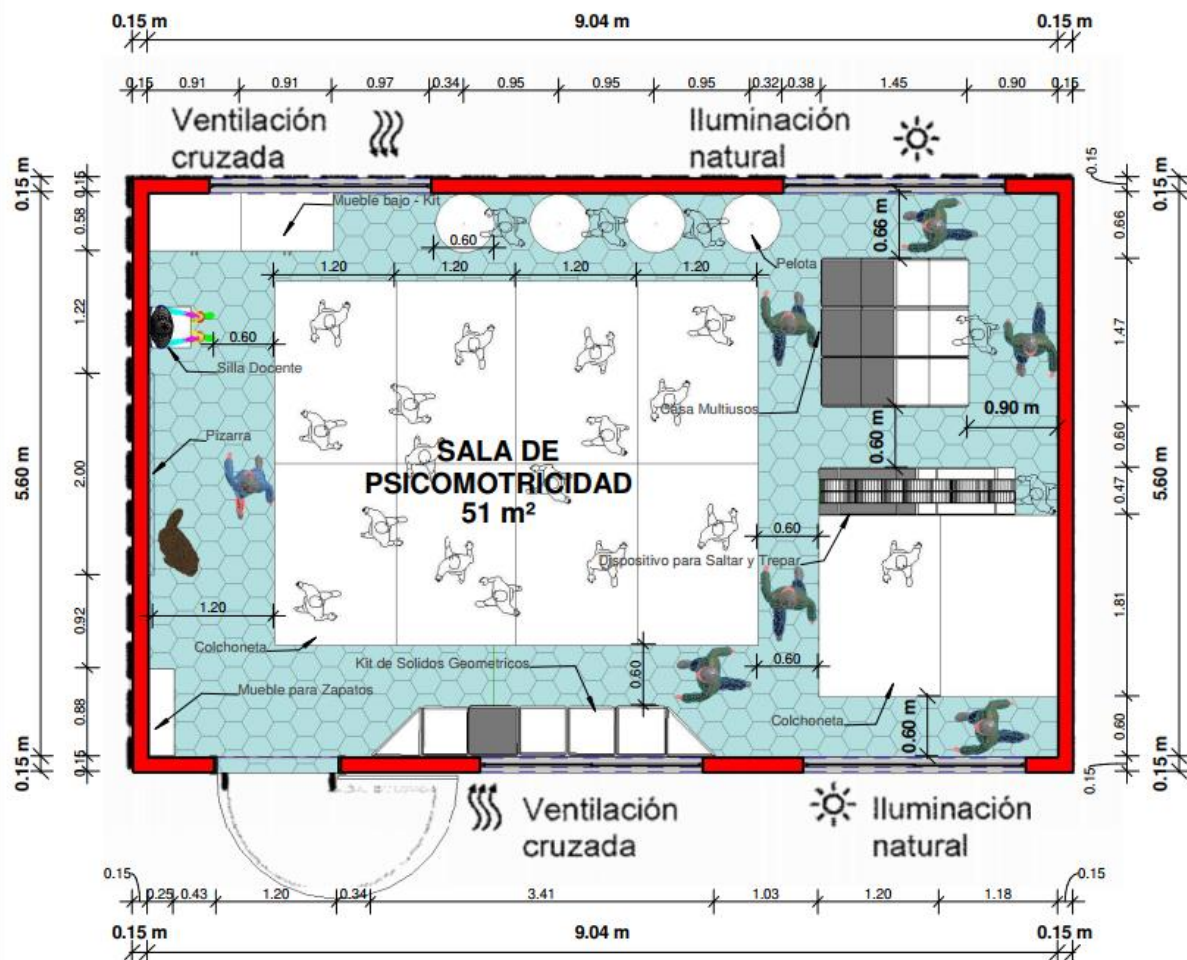 0.15 m
9.04 m
0.15 m
0.15
0.91
0.91
0.97
0.34
0.95
0.95
0.95
0.32
0.38
1.45
0.90
0.15
Ventilación
cruzada
Iluminación
natural
0.15 m
5.60 m
0.15 m
0.15
0.58
1.22
2.00
0.92
0.88
0.15
Mueble bajo - Kit
0.60
1.20
1.20
1.20
1.20
Pelota
0.66 m
0.60
Silla Docente
Casa Multiusos
0.60 m
0.90 m
Pizarra
SALA DE
PSICOMOTRICIDAD
51 m²
0.60
Dispositivo para Saltar y Trepar
1.20
Colchoneta
Kit de Solidos Geometricos
0.60
0.60
Mueble para Zapatos
Colchoneta
0.60 m
0.15
0.66
1.47
0.60
0.47
1.81
0.60
0.15
0.15 m
5.60 m
0.15 m
Ventilación
cruzada
Iluminación
natural
0.15
0.25
0.43
1.20
0.34
3.41
1.03
1.20
1.18
0.15
0.15 m
9.04 m
0.15 m